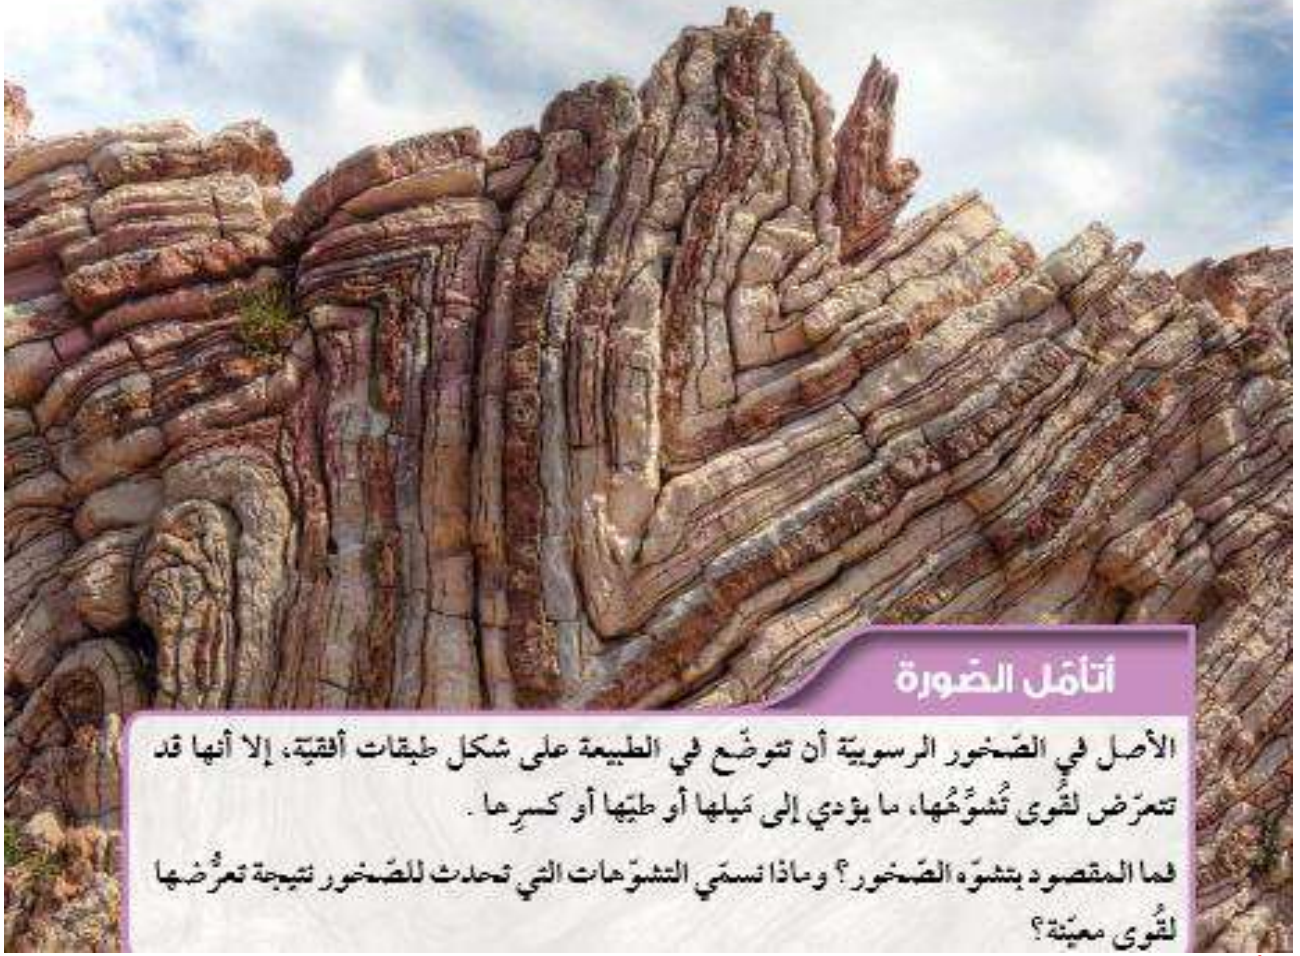 أتأمّل الصّورة
الأصل في الصّخور الرسوبيّة أن تتوضّع في الطبيعة على شكل طبقات أفقيّة، إلا أنها قد
تتعرّض لقُوى تُشوِّهُها، ما يؤدي إلى مَيلها أو طيّها أو كسرِها .
فما المقصود بتشوّه الصّخور؟ وماذا تسمّى التشوّهات التي تحدث للصّخور نتيجة تعرُّضها
لقُوى معيّنة؟